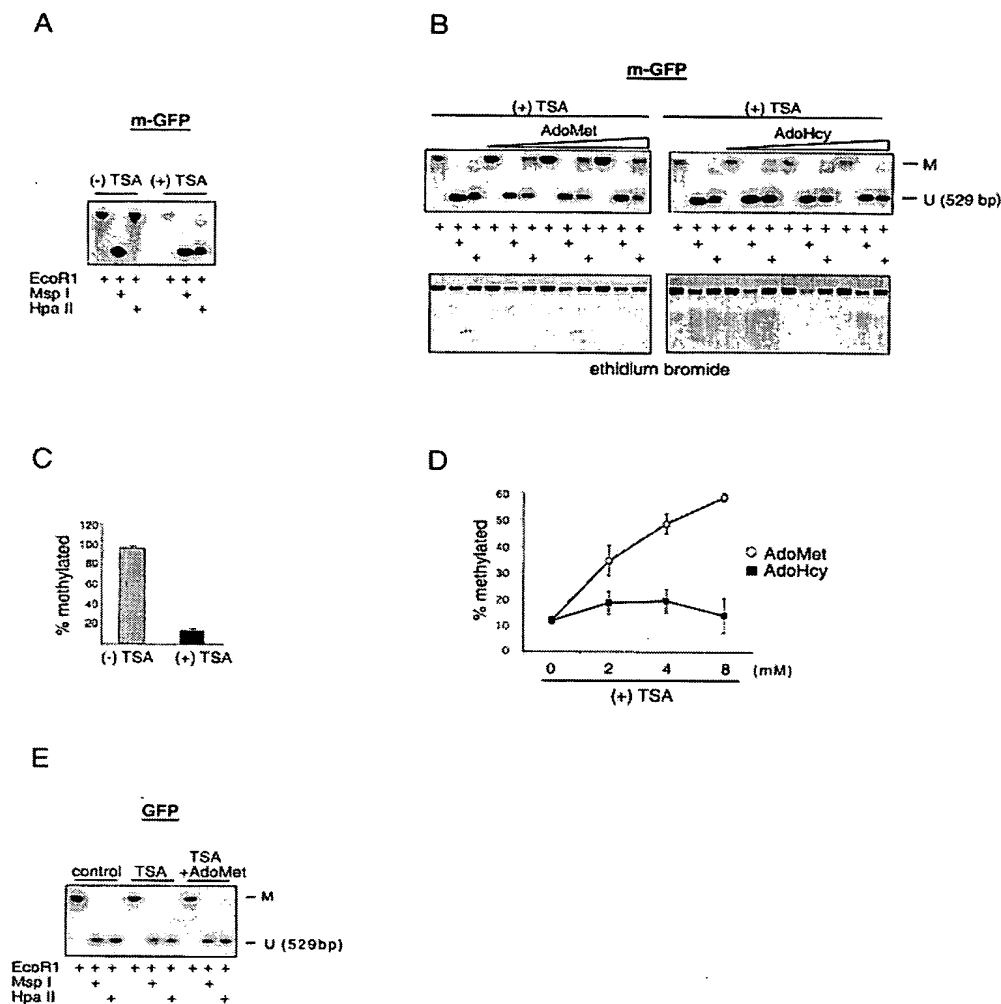 A
m-GFP
(-) TSA (+) TSA
EcoR1 + + + + + +
Msp I + +
Hpa II + +
B
m-GFP
(+) TSA (+) TSA
AdoMet AdoHcy
M
U (529 bp)
+ + + + + + + + + + + + + + + + + + + + + + + +
+ + + + + + + +
+ + + + + + + +
ethidium bromide
C
% methylated
120
100
80
60
40
20
(-) TSA (+) TSA
D
% methylated
60
50
40
30
20
10
0
AdoMet
AdoHcy
0 2 4 8 (mM)
(+) TSA
E
GFP
control TSA TSA +AdoMet
M
U (529bp)
EcoR1 + + + + + + + + +
Msp I + + +
Hpa II + + +